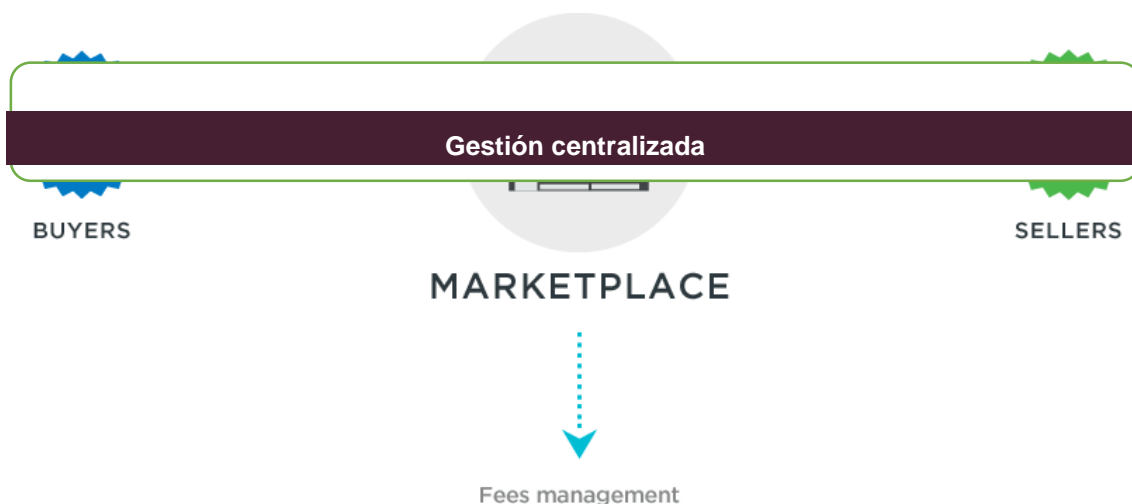 Gestión centralizada
BUYERS
SELLERS
MARKETPLACE
Fees management